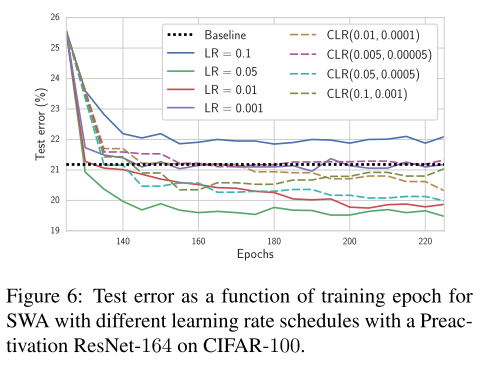 26
25
24
23
22
21
20
19
Test error (%)
140
160
180
200
220
Epochs
Baseline
LR = 0.1
LR = 0.05
LR = 0.01
LR = 0.001
CLR(0.01, 0.0001)
CLR(0.005, 0.00005)
CLR(0.05, 0.0005)
CLR(0.1, 0.001)
Figure 6: Test error as a function of training epoch for
SWA with different learning rate schedules with a Preac-
tivation ResNet-164 on CIFAR-100.